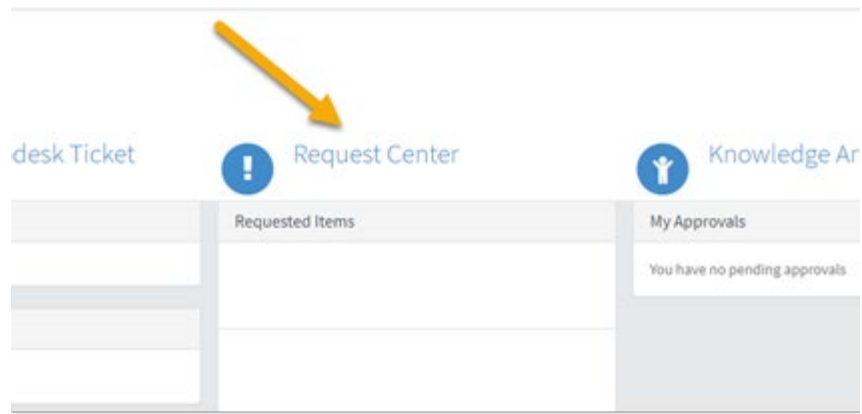 desk Ticket
Request Center
Knowledge Ar
Requested Items
My Approvals
You have no pending approvals